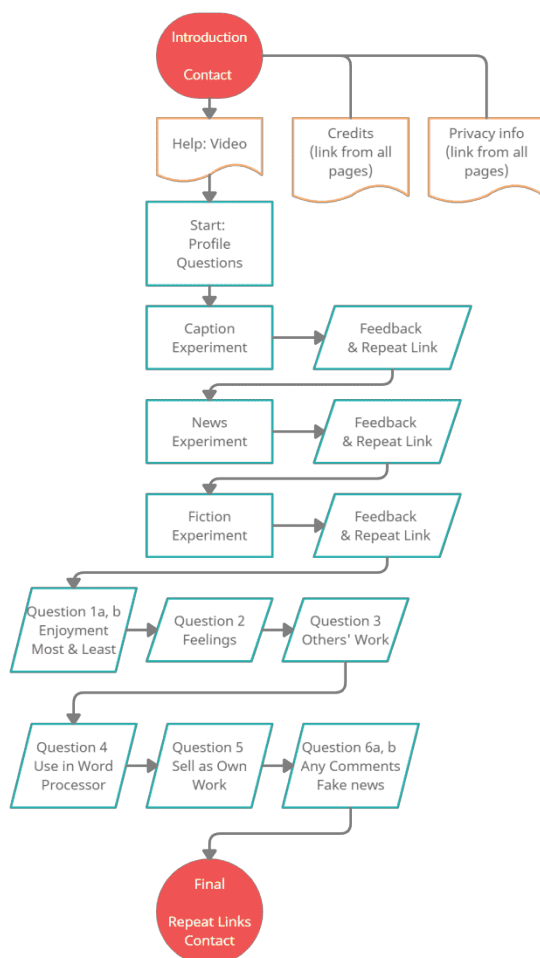 Introduction
Contact
Help: Video
Credits
(link from all
pages)
Privacy info
(link from all
pages)
Start:
Profile
Questions
Caption
Experiment
Feedback
& Repeat Link
News
Experiment
Feedback
& Repeat Link
Fiction
Experiment
Feedback
& Repeat Link
Question 1a, b
Enjoyment
Most & Least
Question 2
Feelings
Question 3
Others' Work
Question 4
Use in Word
Processor
Question 5
Sell as Own
Work
Question 6a, b
Any Comments
Fake news
Final
Repeat Links
Contact